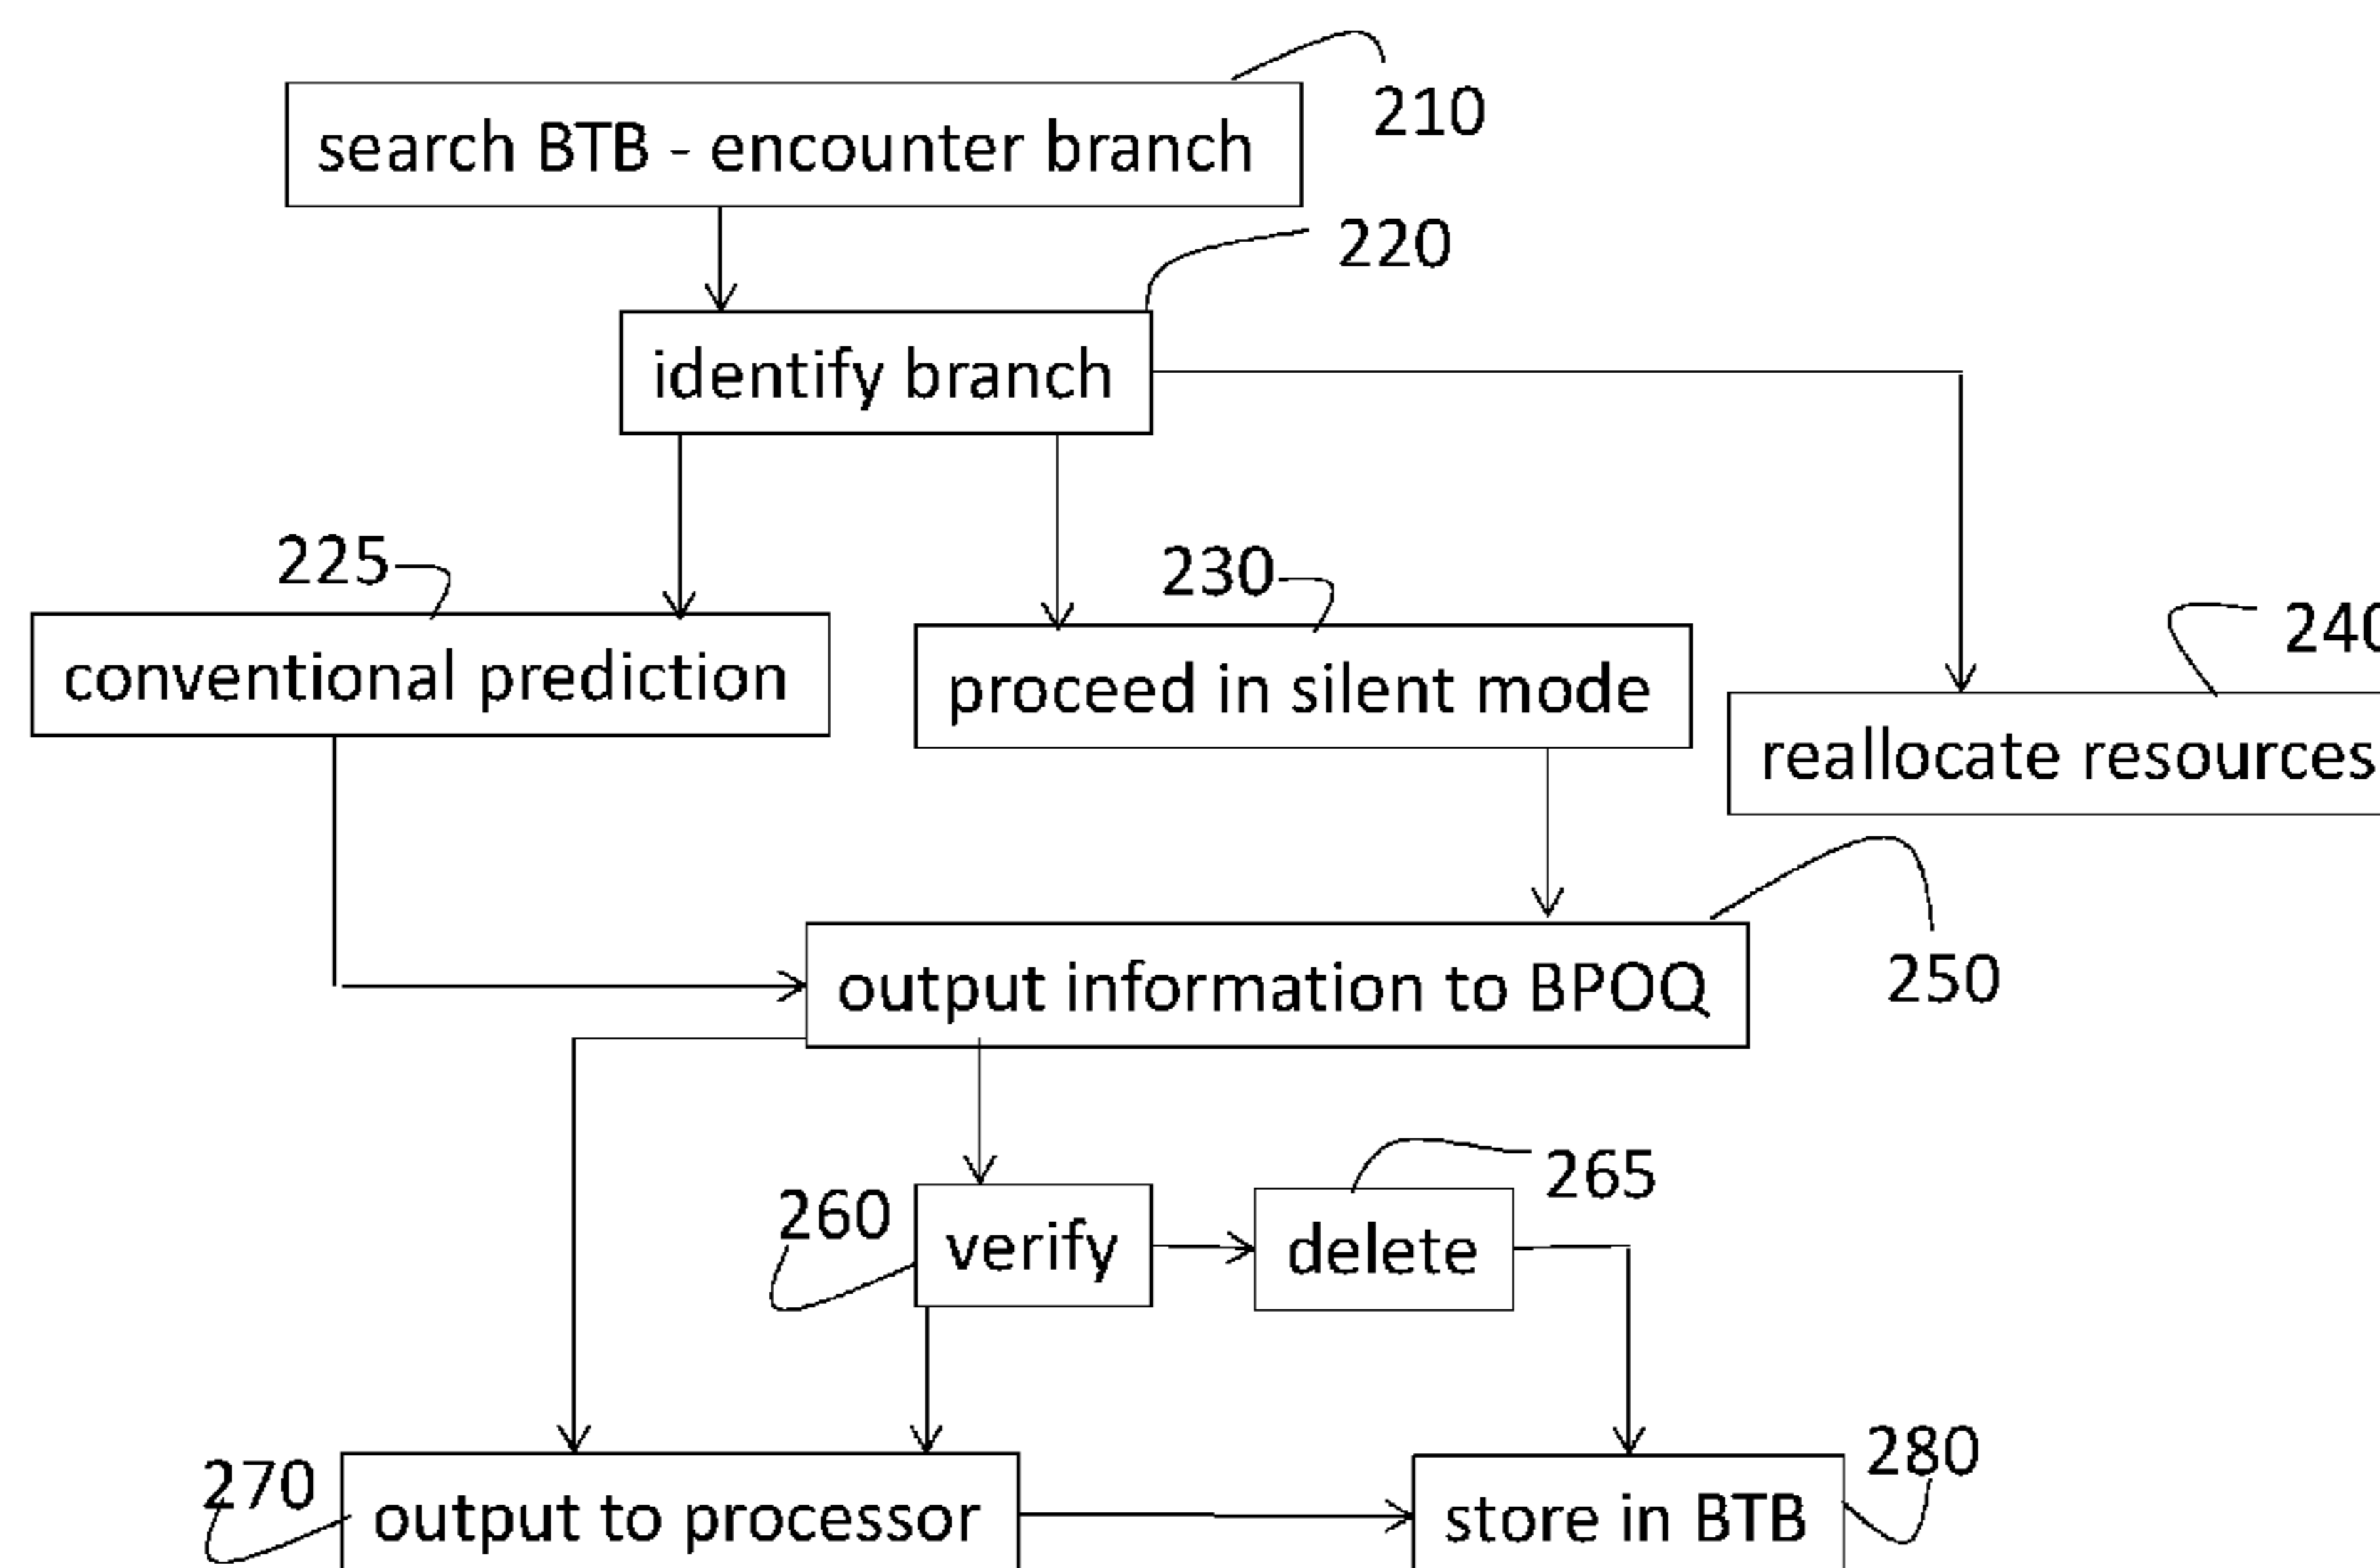 210
search BTB - encounter branch
220
identify branch
225
230
240
conventional prediction
proceed in silent mode
reallocate resources
output information to BPOQ
250
260
265
verify
delete
270
280
output to processor
store in BTB